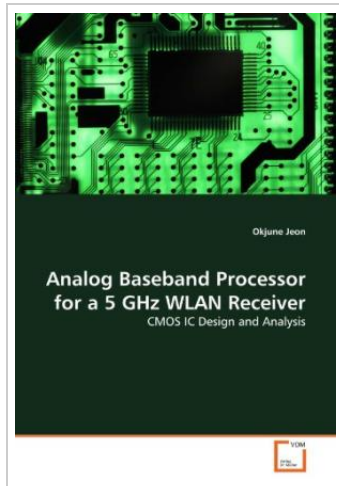 Okjune Jeon
Analog Baseband Processor
for a 5 GHz WLAN Receiver
CMOS IC Design and Analysis
VDM